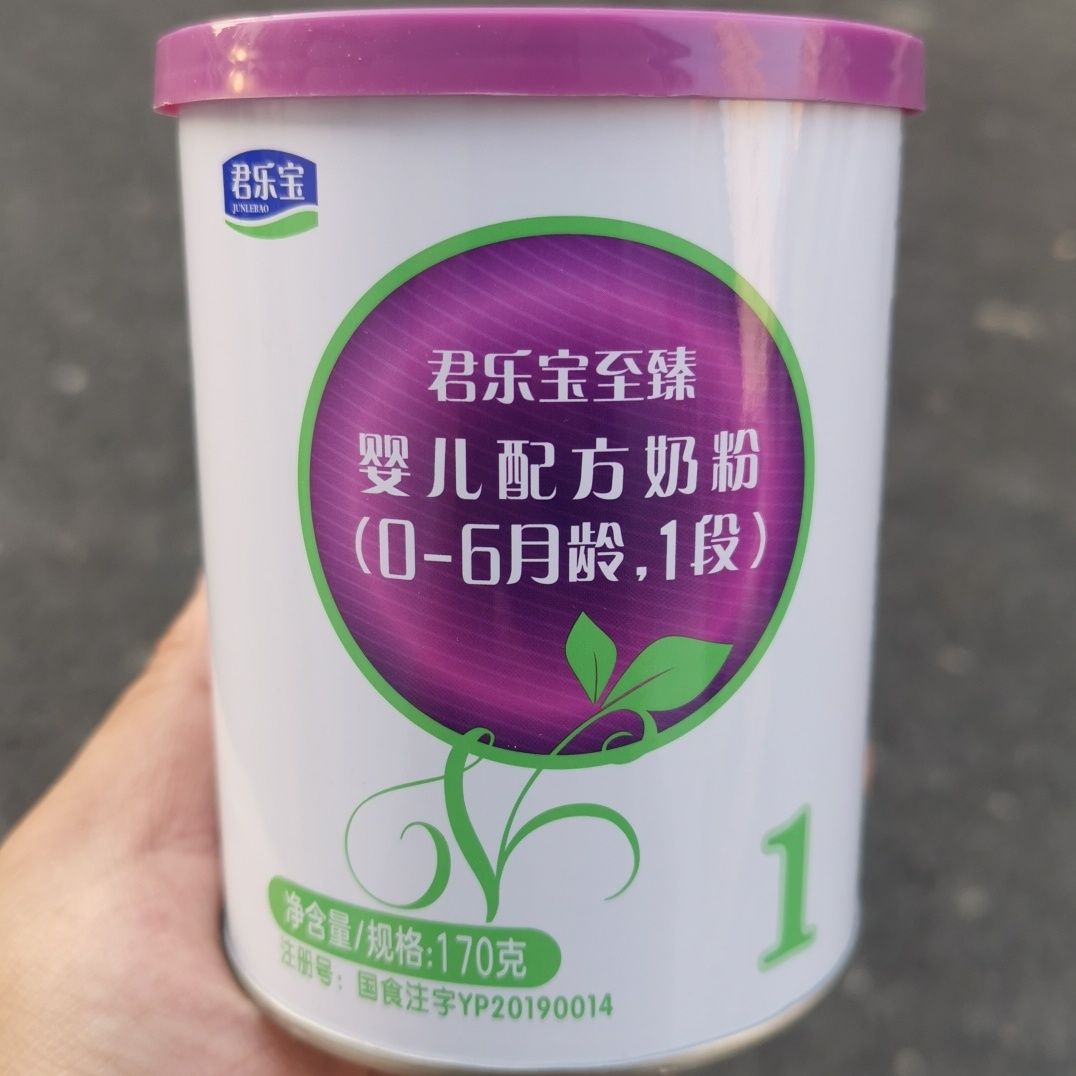 君乐宝
JUNLEBAO
君乐宝至臻
婴儿配方奶粉
(0-6月龄,1段)
1
净含量/规格:170克
注册号：国食注字YP20190014